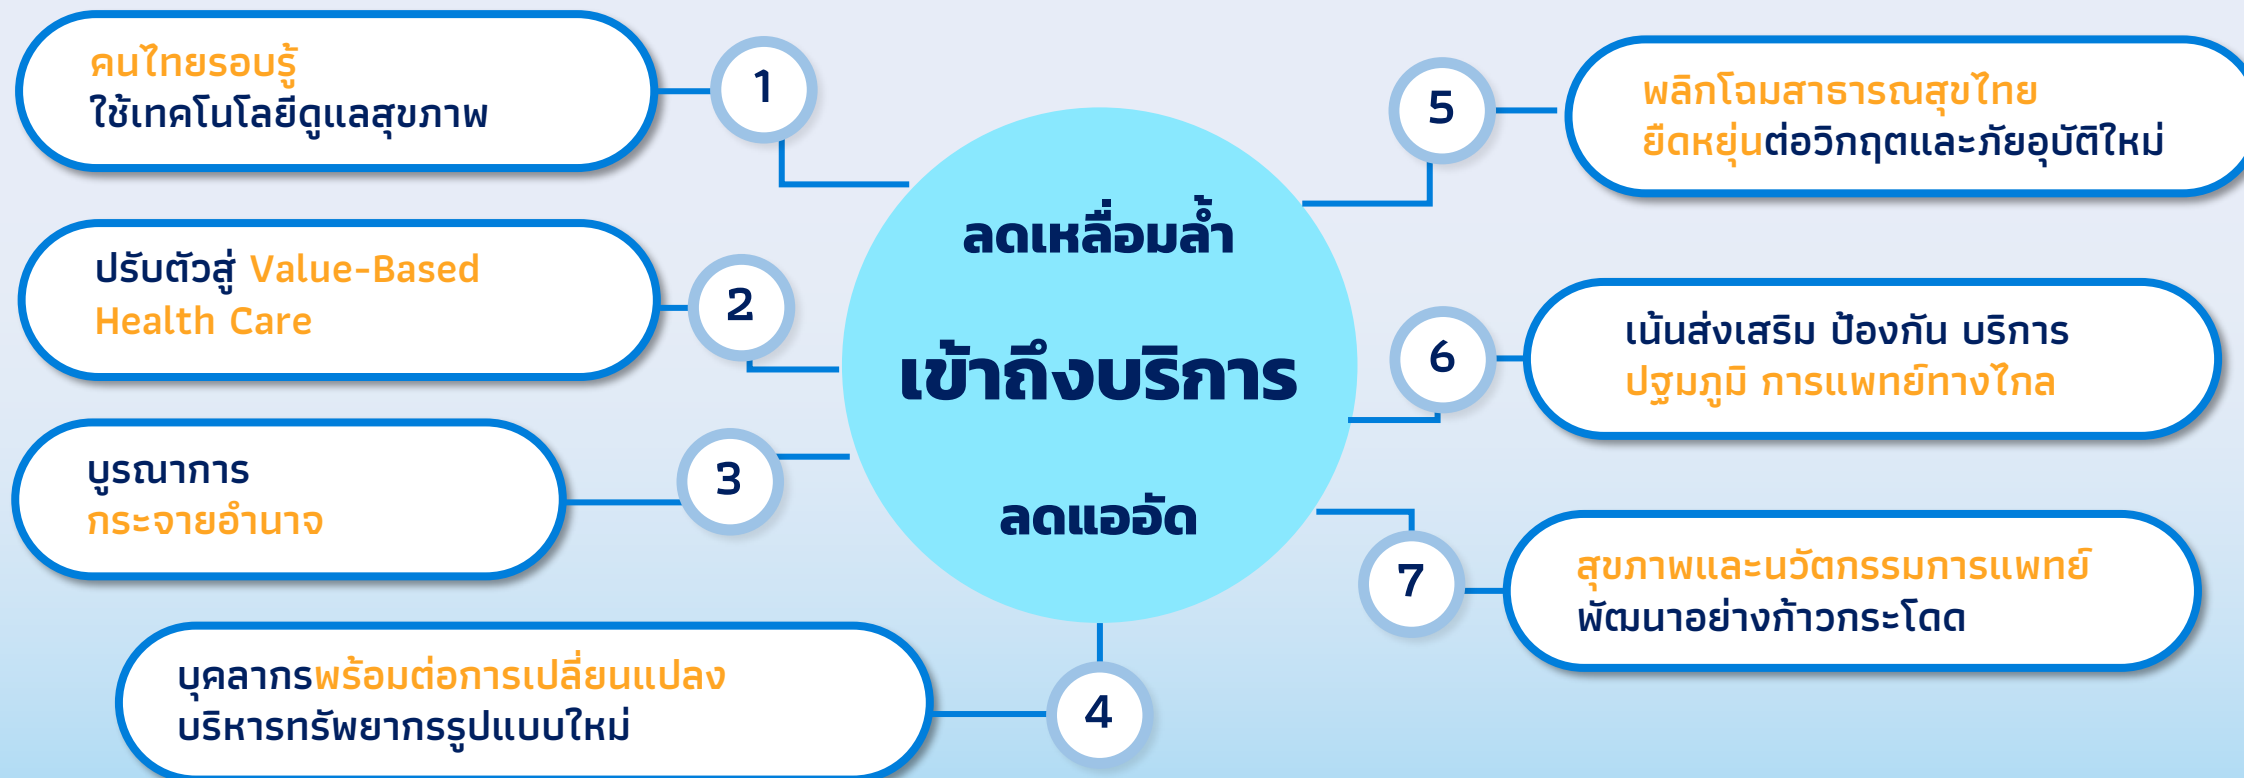 คนไทยรอบรู้
ใช้เทคโนโลยีดูแลสุขภาพ
1
ปรับตัวสู่ Value-Based
Health Care
2
บูรณาการ
กระจายอำนาจ
3
บุคลากรพร้อมต่อการเปลี่ยนแปลง
บริหารทรัพยากรรูปแบบใหม่
4
ลดเหลื่อมล้ำ
เข้าถึงบริการ
ลดแออัด
5
พลิกโฉมสาธารณสุขไทย
ยืดหยุ่นต่อวิกฤตและภัยอุบัติใหม่
6
เน้นส่งเสริม ป้องกัน บริการ
ปฐมภูมิ การแพทย์ทางไกล
7
สุขภาพและนวัตกรรมการแพทย์
พัฒนาอย่างก้าวกระโดด